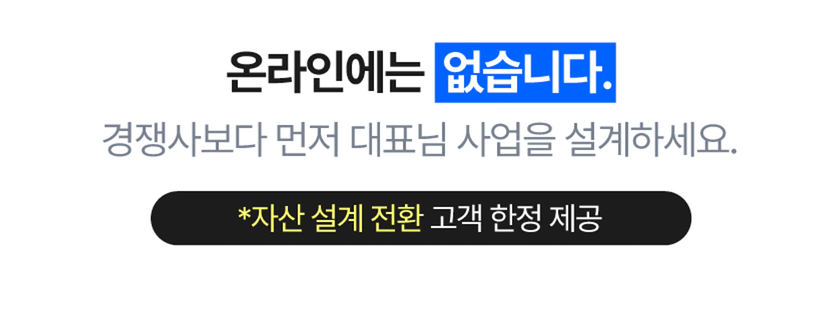 온라인에는 없습니다.
경쟁사보다 먼저 대표님 사업을 설계하세요.
*자산 설계 전환 고객 한정 제공